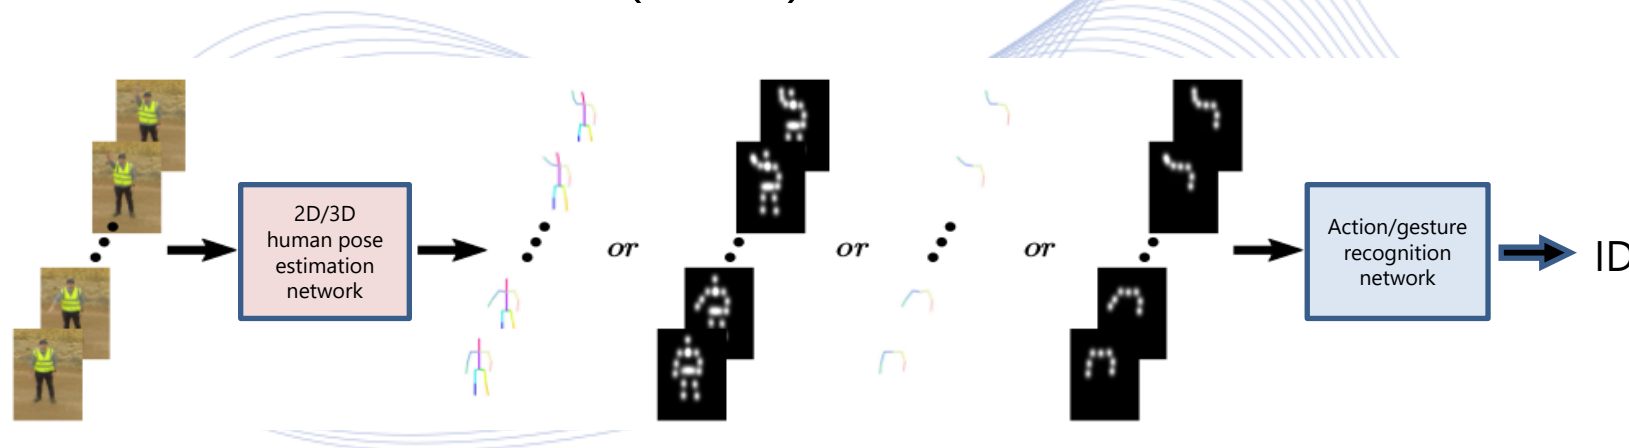 2D/3D
human pose
estimation
network
or
or
or
Action/gesture
recognition
network
ID